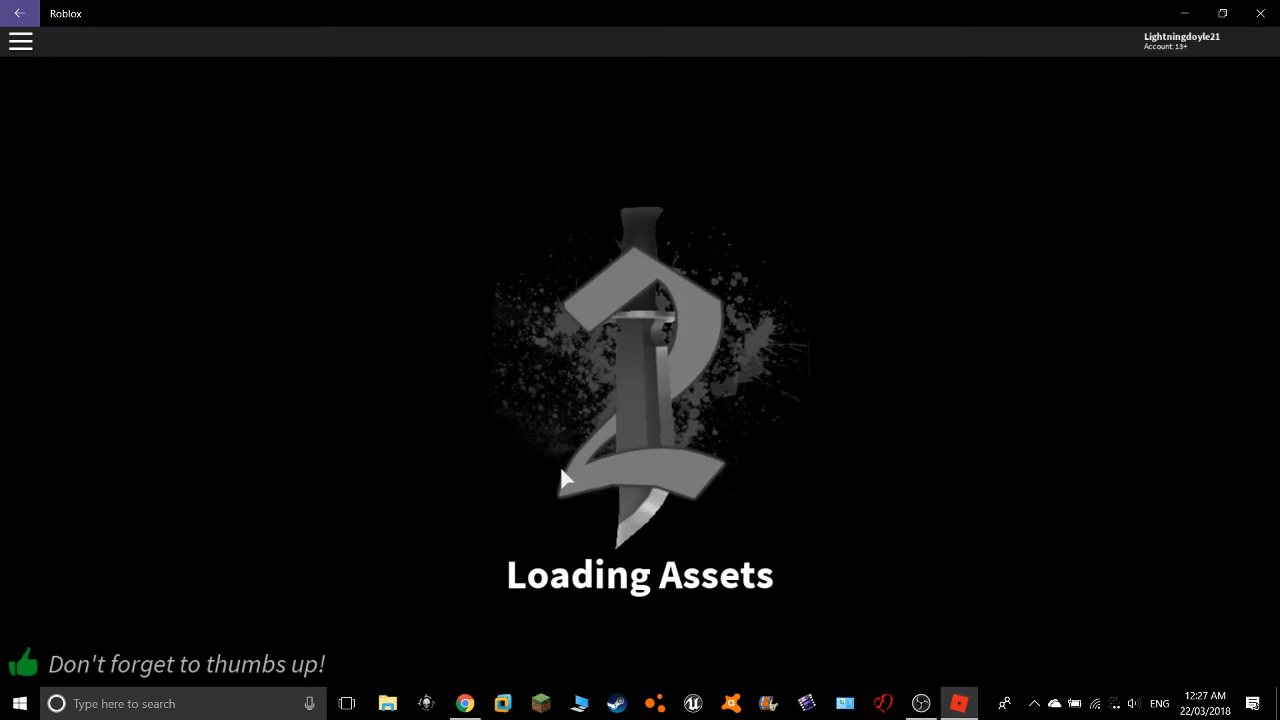 Roblox
Lightningdoyle21
Account: 13+
2
Loading Assets
Don't forget to thumbs up!
Type here to search
ENG
12:27 AM
22/03/2018